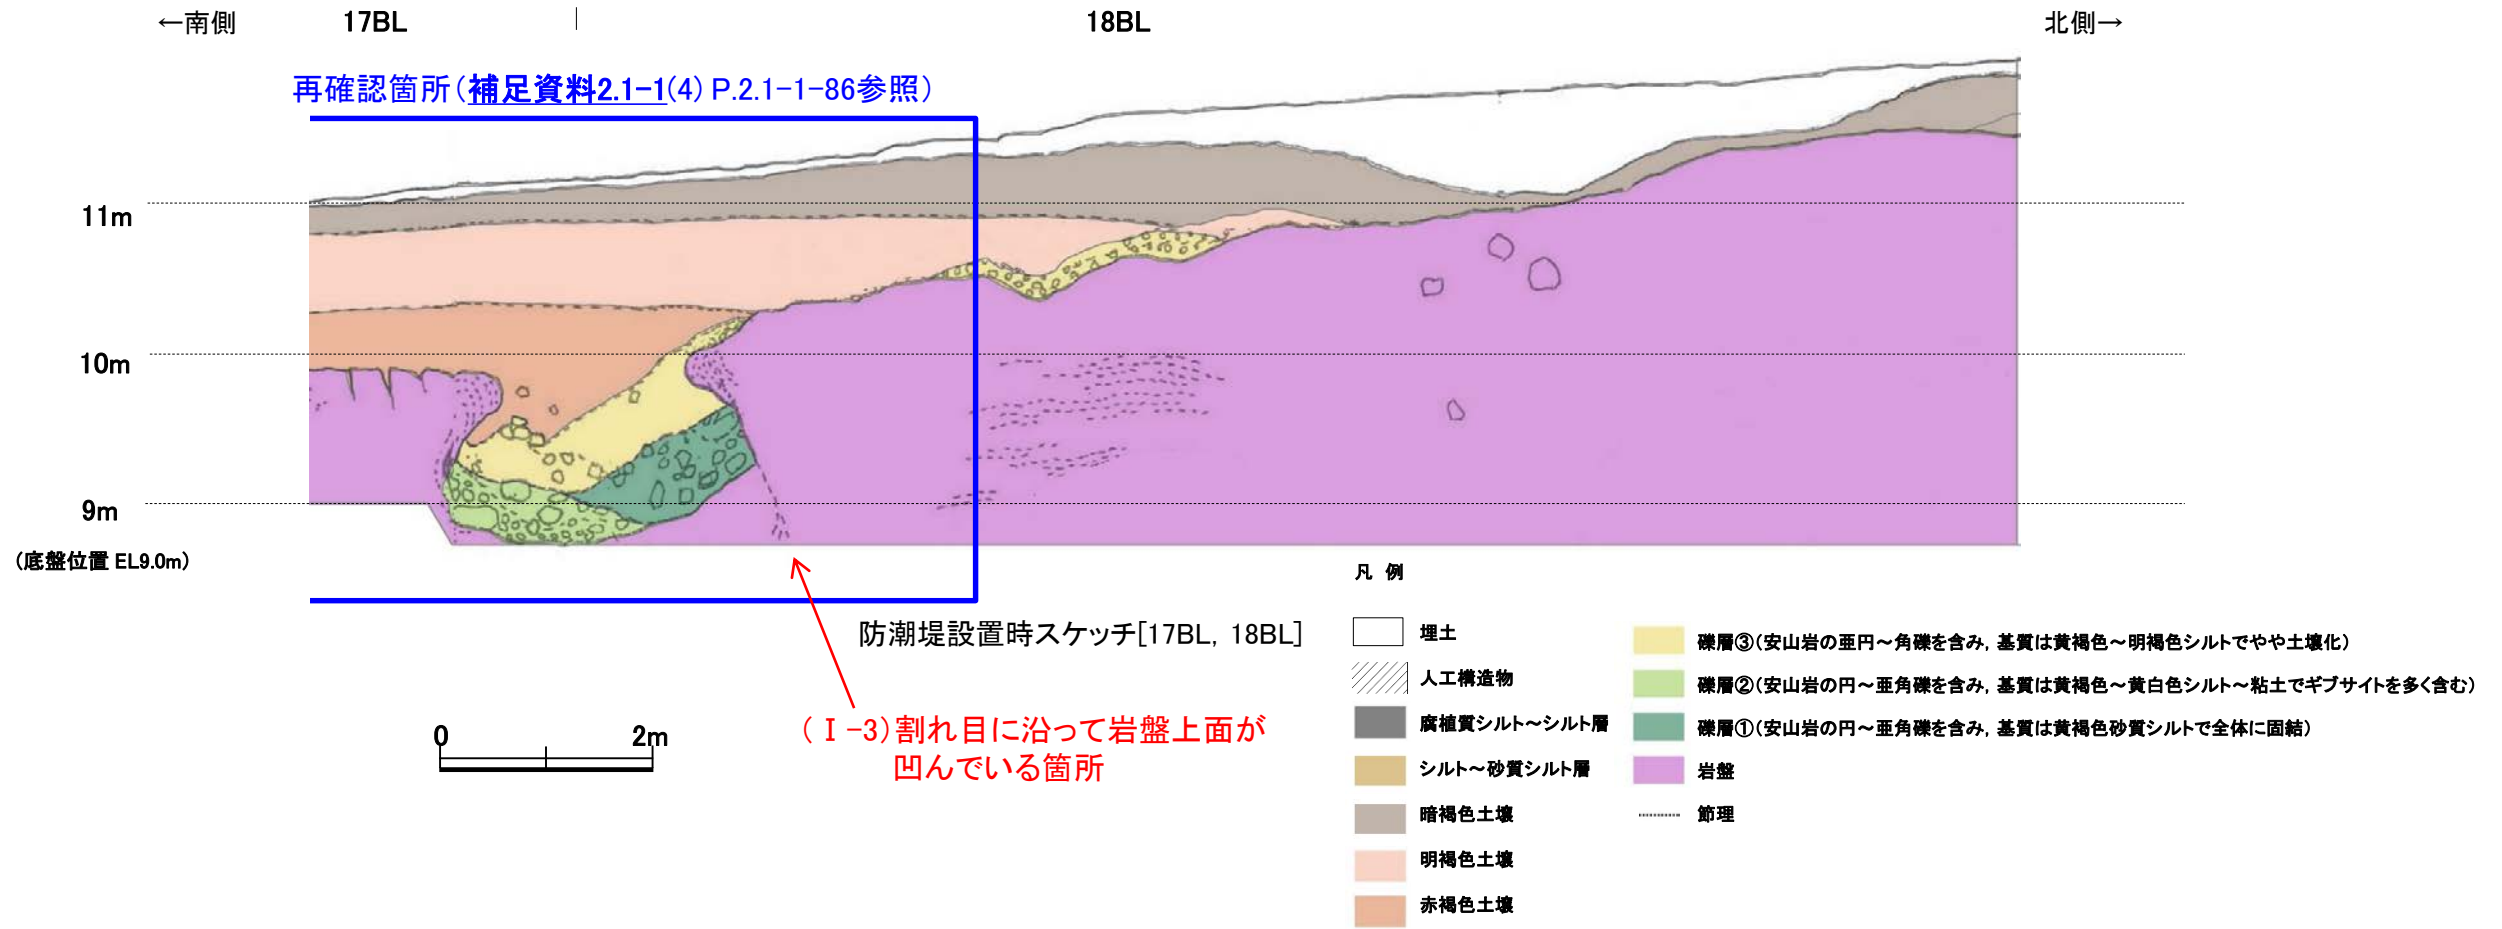 ←南側 17BL 18BL 北側→
再確認箇所(補足資料2.1-1(4) P.2.1-1-86参照)
11m
10m
9m
(底盤位置 EL9.0m)
防潮堤設置時スケッチ[17BL, 18BL]
(Ⅰ-3)割れ目に沿って岩盤上面が
凹んでいる箇所
0 2m
凡 例
埋土
人工構造物
腐植質シルト～シルト層
シルト～砂質シルト層
暗褐色土壌
明褐色土壌
赤褐色土壌
礫層③(安山岩の亜円～角礫を含み, 基質は黄褐色～明褐色シルトでやや土壌化)
礫層②(安山岩の円～亜角礫を含み, 基質は黄褐色～黄白色シルト～粘土でギブサイトを多く含む)
礫層①(安山岩の円～亜角礫を含み, 基質は黄褐色砂質シルトで全体に固結)
岩盤
節理